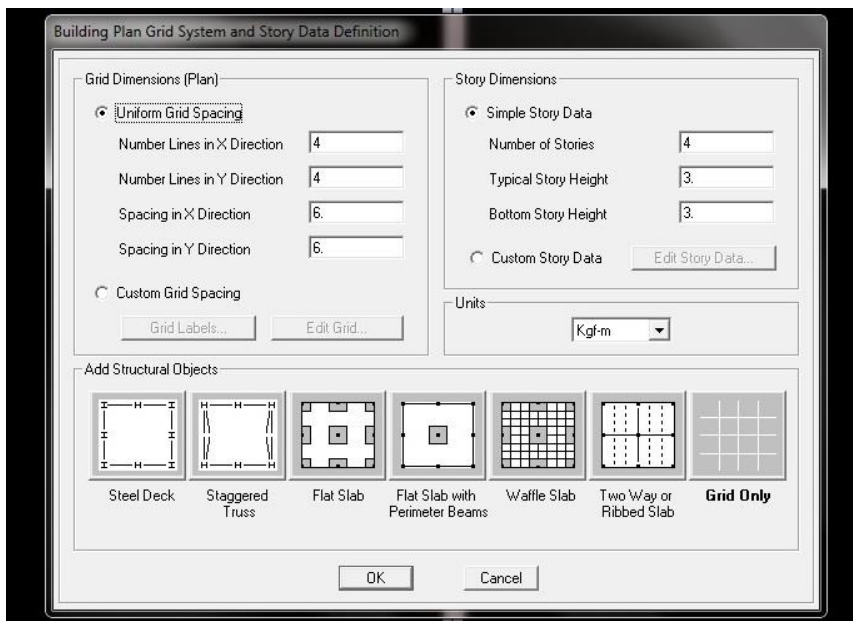 Building Plan Grid System and Story Data Definition
Grid Dimensions (Plan)
Uniform Grid Spacing
Number Lines in X Direction 4
Number Lines in Y Direction 4
Spacing in X Direction 6.
Spacing in Y Direction 6.
Custom Grid Spacing
Grid Labels... Edit Grid...
Story Dimensions
Simple Story Data
Number of Stories 4
Typical Story Height 3.
Bottom Story Height 3.
Custom Story Data Edit Story Data...
Units
Kgf-m
Add Structural Objects
Steel Deck
Staggered
Truss
Flat Slab
Flat Slab with
Perimeter Beams
Waffle Slab
Two Way or
Ribbed Slab
Grid Only
OK Cancel